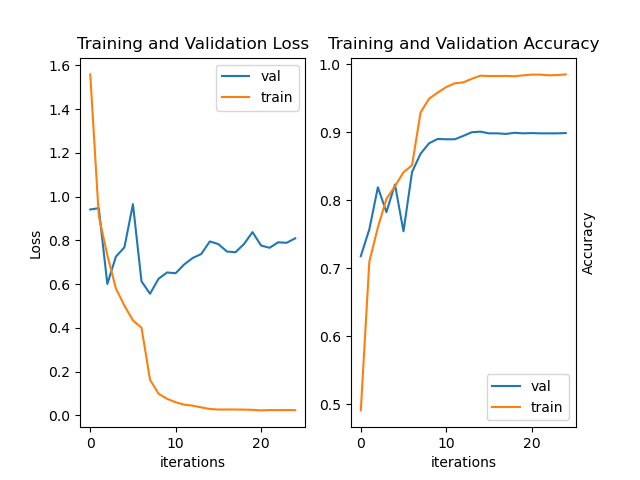 Training and Validation Loss
Loss
1.6
1.4
1.2
1.0
0.8
0.6
0.4
0.2
0.0
0 10 20
iterations
val
train
Training and Validation Accuracy
1.0
0.9
0.8
0.7
0.6
0.5
0 10 20
iterations
val
train
Accuracy